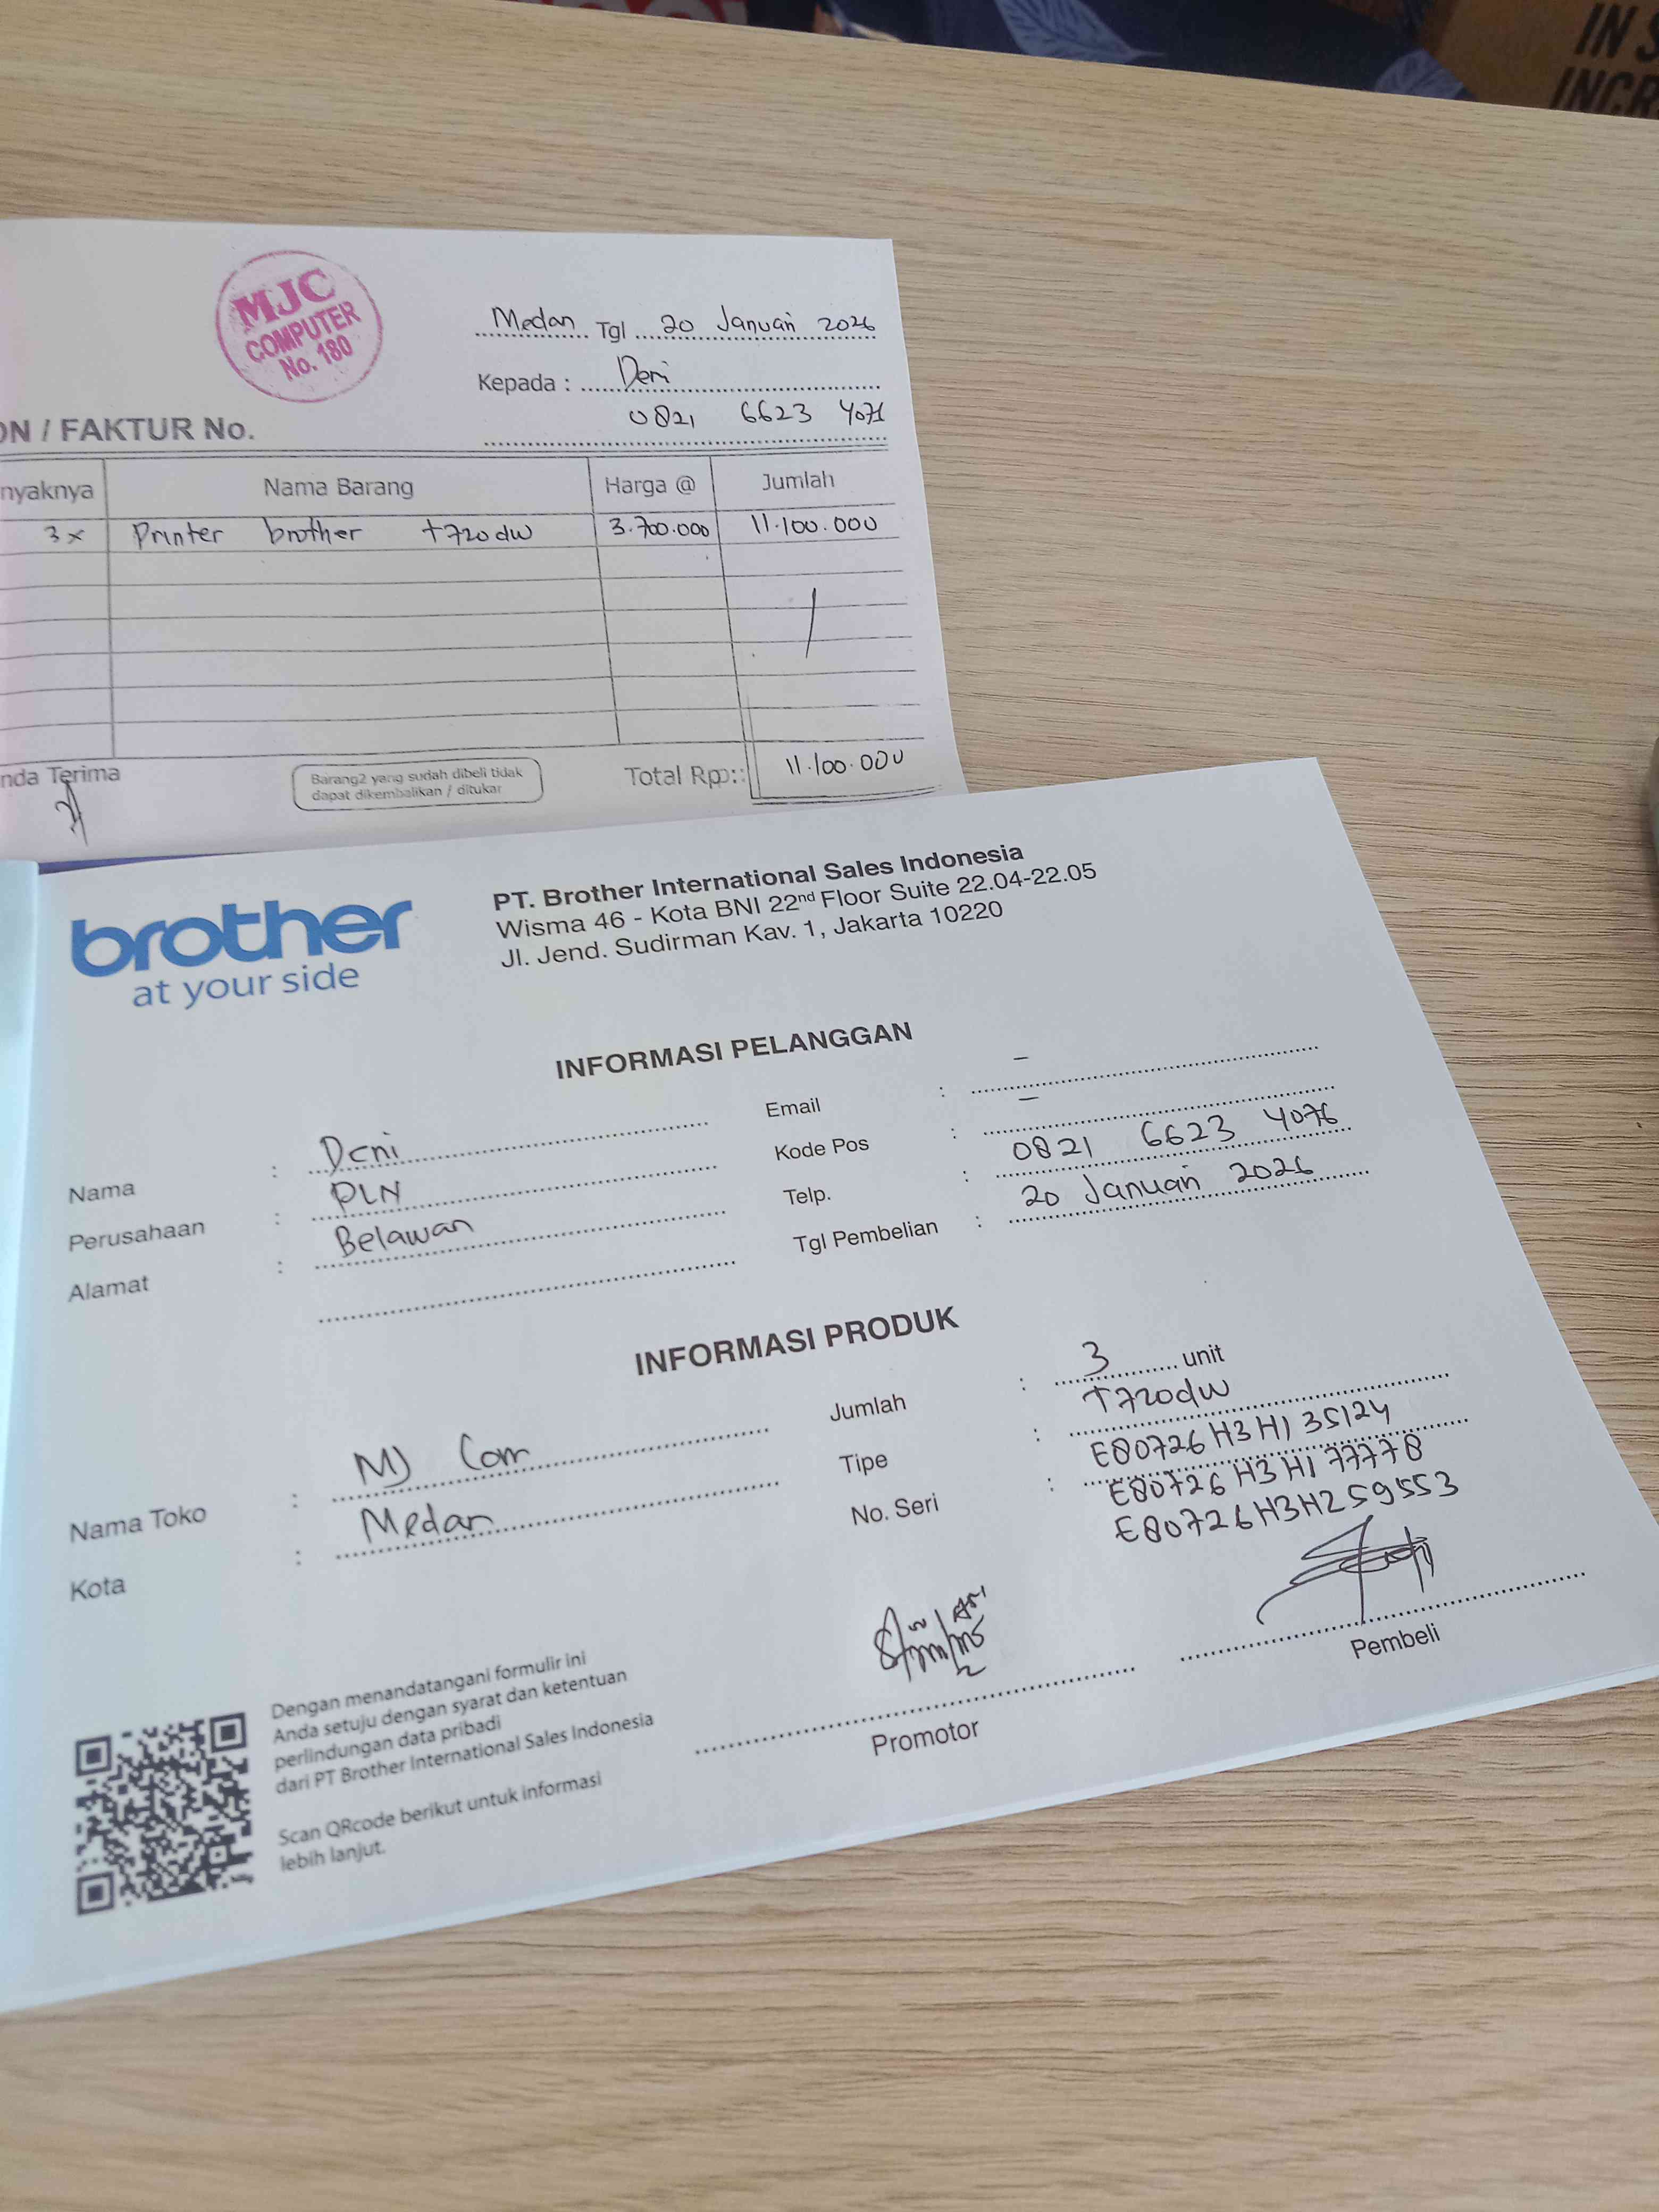 IN S
INCR
MJC
COMPUTER
No. 180
Medan Tgl 20 Januari 2026
Kepada : Deni
0821 6623 4071
ON / FAKTUR No.
nyaknya Nama Barang Harga @ Jumlah
3x Printer brother t720dw 3.700.000 11.100.000
nda Terima
Barang2 yang sudah dibeli tidak
dapat dikembalikan / ditukar
Total Rp.: 11.100.000
brother
at your side
PT. Brother International Sales Indonesia
Wisma 46 - Kota BNI 22nd Floor Suite 22.04-22.05
Jl. Jend. Sudirman Kav. 1, Jakarta 10220
INFORMASI PELANGGAN
Nama : Deni
Perusahaan : PLN
Alamat : Belawan
Email : -
Kode Pos : -
Telp. : 0821 6623 4076
Tgl Pembelian : 20 Januari 2026
INFORMASI PRODUK
Nama Toko : MJ Com
Kota : Medan
Jumlah : 3 unit
Tipe : T720dw
No. Seri : E80726H3H135124
E80726H3H177778
E80726H3H259553
Promotor
Pembeli
Dengan menandatangani formulir ini
Anda setuju dengan syarat dan ketentuan
perlindungan data pribadi
dari PT Brother International Sales Indonesia
Scan QRcode berikut untuk informasi
lebih lanjut.